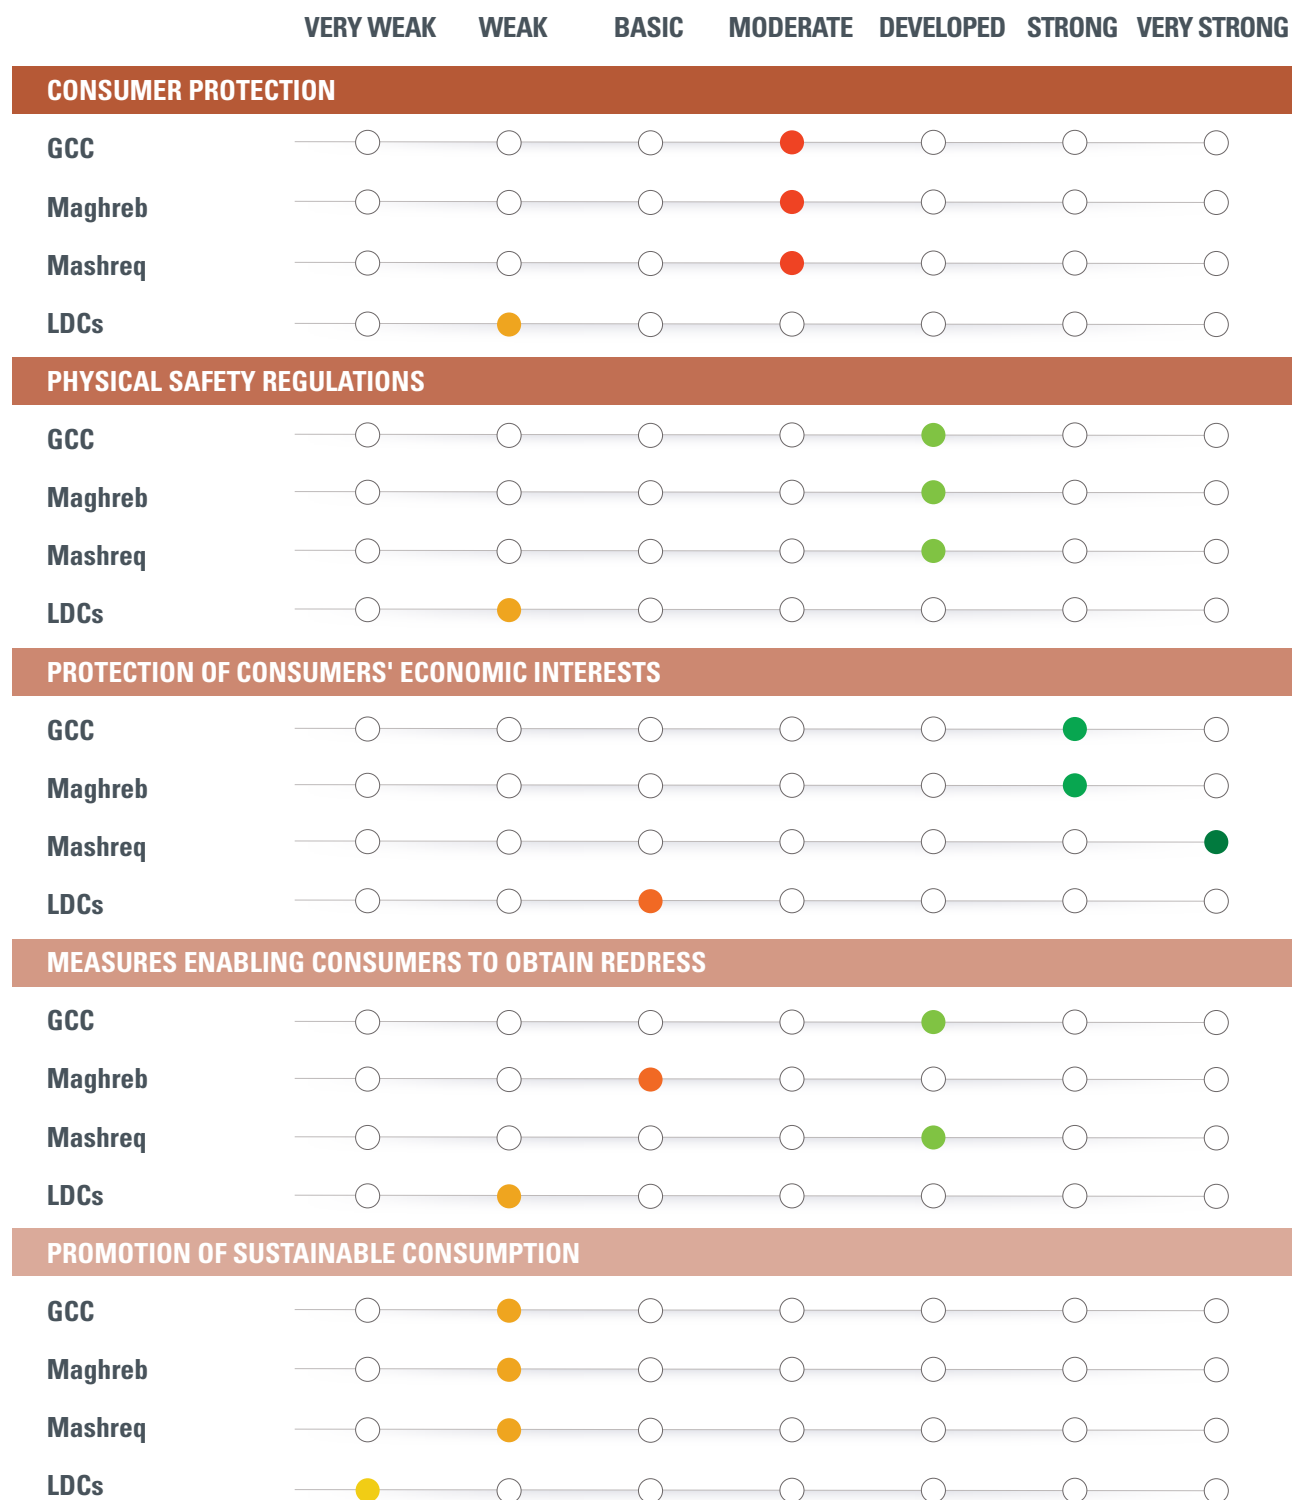 VERY WEAK WEAK BASIC MODERATE DEVELOPED STRONG VERY STRONG
CONSUMER PROTECTION
GCC
Maghreb
Mashreq
LDCs
PHYSICAL SAFETY REGULATIONS
GCC
Maghreb
Mashreq
LDCs
PROTECTION OF CONSUMERS' ECONOMIC INTERESTS
GCC
Maghreb
Mashreq
LDCs
MEASURES ENABLING CONSUMERS TO OBTAIN REDRESS
GCC
Maghreb
Mashreq
LDCs
PROMOTION OF SUSTAINABLE CONSUMPTION
GCC
Maghreb
Mashreq
LDCs